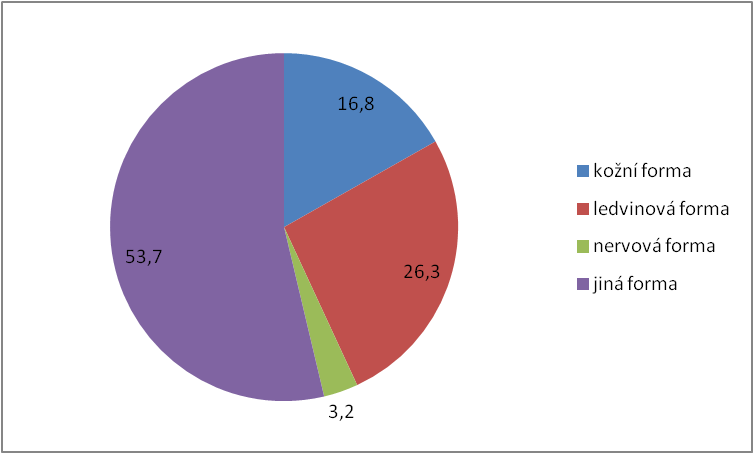 16,8
26,3
3,2
53,7
kožní forma
ledvinová forma
nervová forma
jiná forma